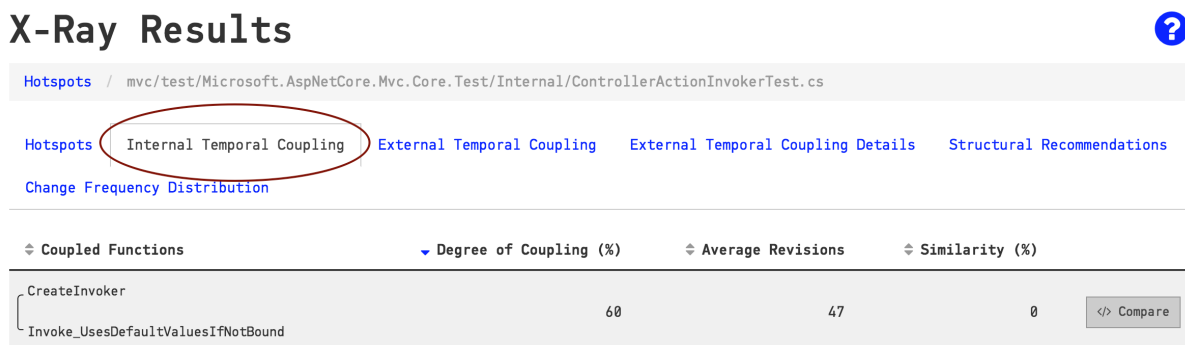 X-Ray Results
?
Hotspots / mvc/test/Microsoft.AspNetCore.Mvc.Core.Test/Internal/ControllerActionInvokerTest.cs
Hotspots Internal Temporal Coupling External Temporal Coupling External Temporal Coupling Details Structural Recommendations
Change Frequency Distribution
Coupled Functions Degree of Coupling (%) Average Revisions Similarity (%)
CreateInvoker
60 47 0 </> Compare
Invoke_UsesDefaultValuesIfNotBound